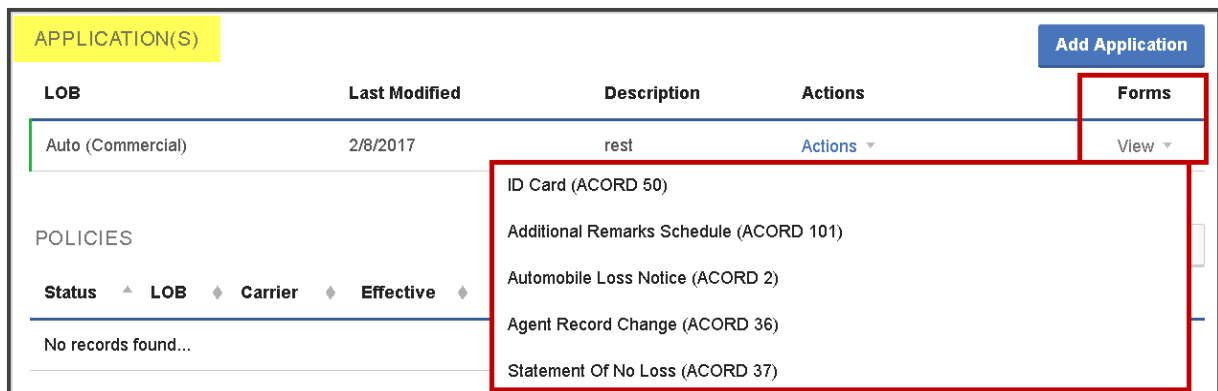 APPLICATION(S)
Add Application
LOB Last Modified Description Actions Forms
Auto (Commercial) 2/8/2017 rest Actions View
ID Card (ACORD 50)
Additional Remarks Schedule (ACORD 101)
POLICIES
Automobile Loss Notice (ACORD 2)
Status LOB Carrier Effective
Agent Record Change (ACORD 36)
No records found...
Statement Of No Loss (ACORD 37)